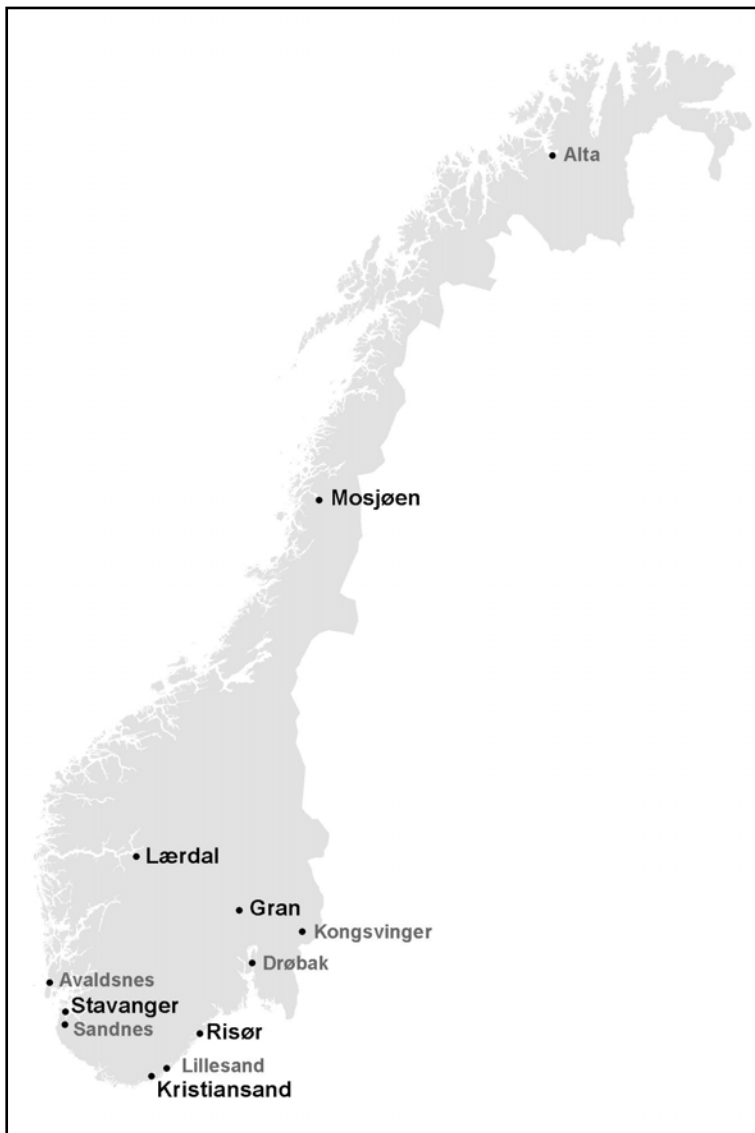 Alta
Mosjøen
Lærdal
Gran
Kongsvinger
Drøbak
Avaldsnes
Stavanger
Sandnes
Risør
Lillesand
Kristiansand